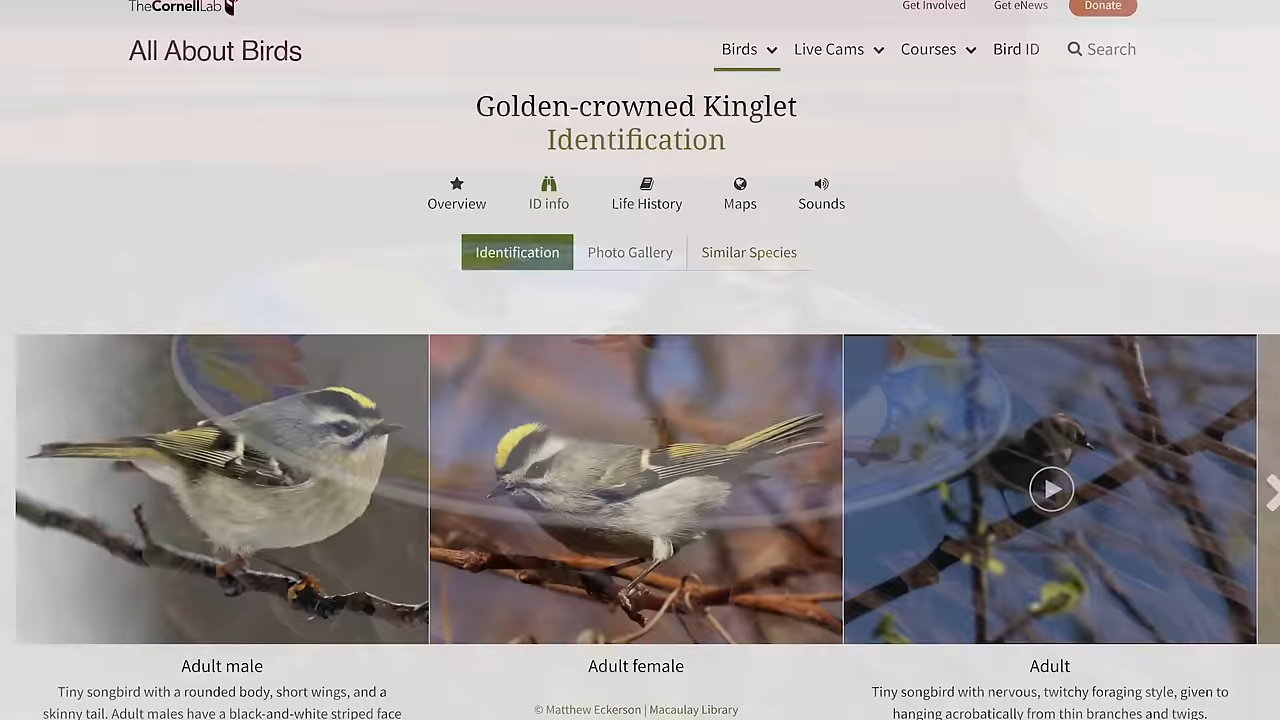 TheCornellLab
Get Involved Get eNews Donate
All About Birds
Birds Live Cams Courses Bird ID Search
Golden-crowned Kinglet
Identification
Overview ID info Life History Maps Sounds
Identification Photo Gallery Similar Species
Adult male
Tiny songbird with a rounded body, short wings, and a
skinny tail. Adult males have a black-and-white striped face
Adult female
© Matthew Eckerson | Macaulay Library
Adult
Tiny songbird with nervous, twitchy foraging style, given to
hanging acrobatically from thin branches and twigs.